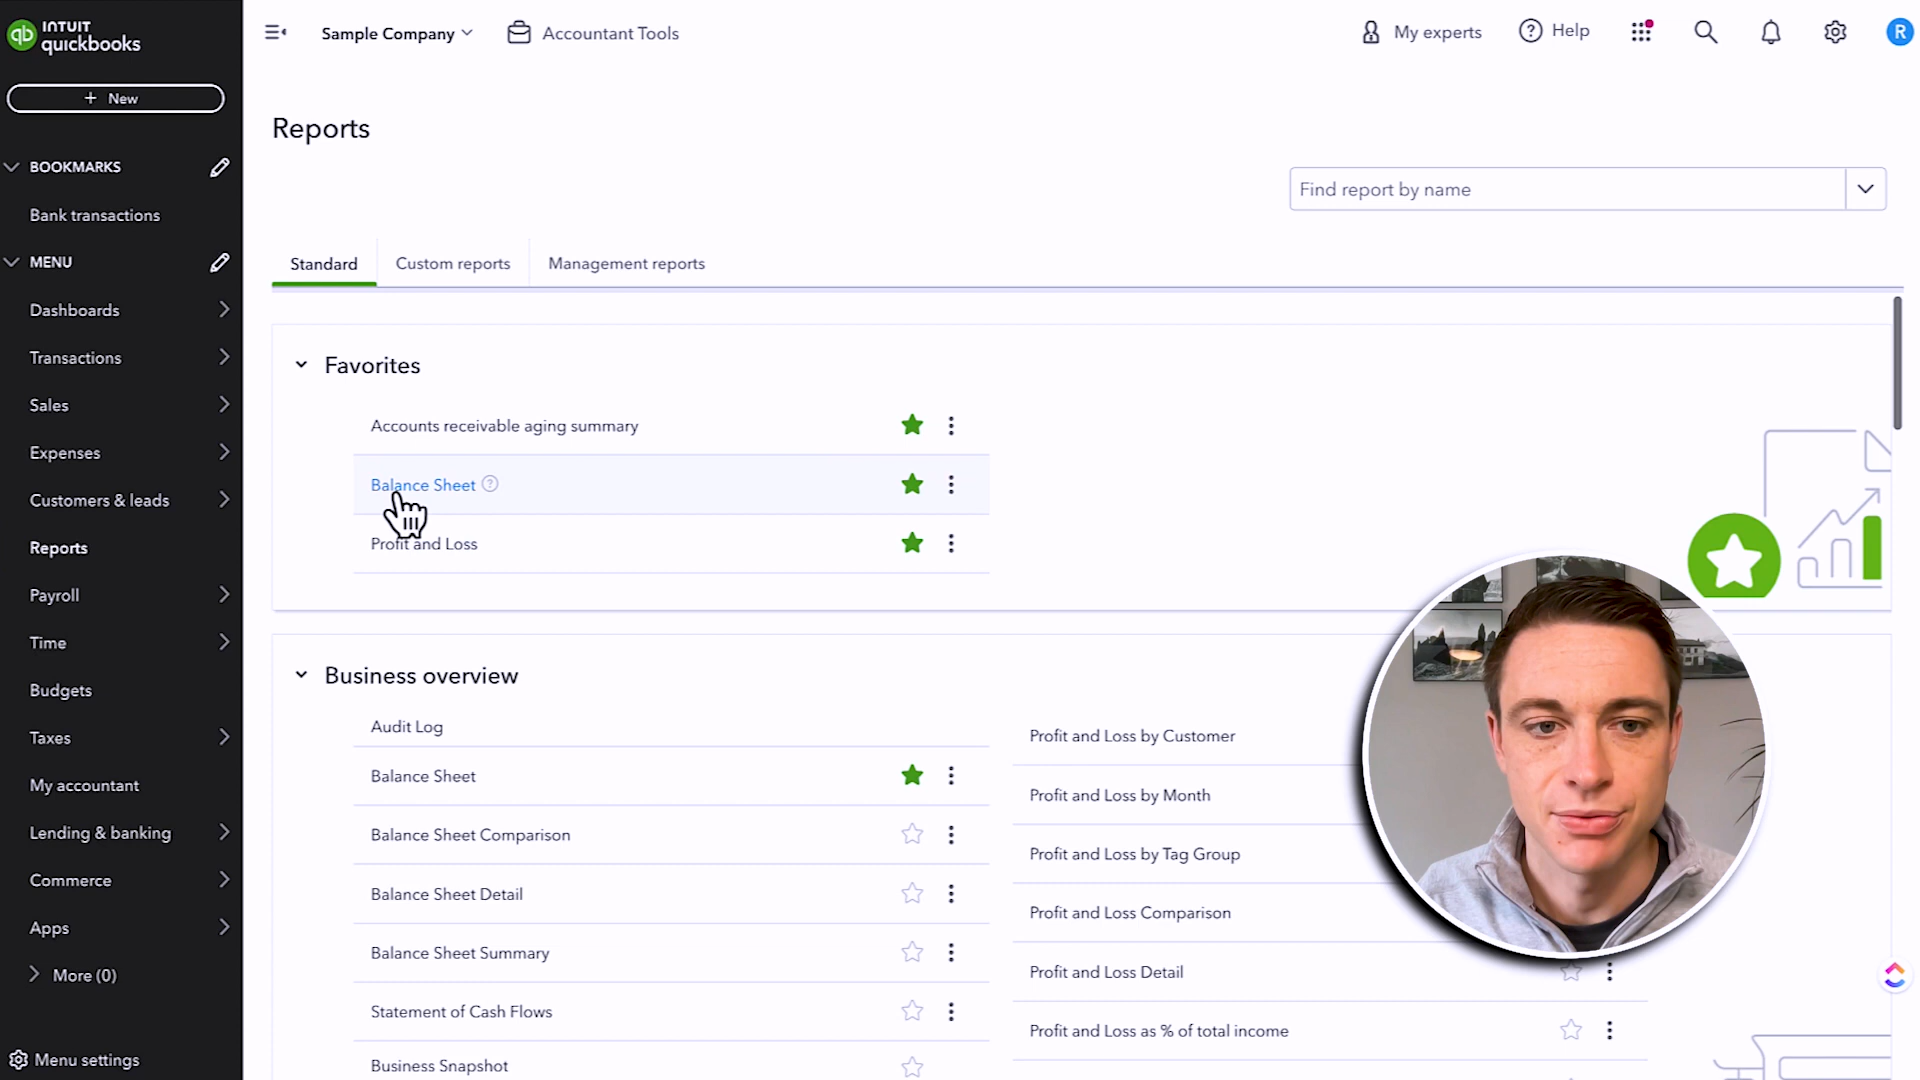 INTUIT
quickbooks
qb
Sample Company
Accountant Tools
My experts
Help
R
+ New
Reports
BOOKMARKS
Find report by name
Bank transactions
MENU
Standard
Custom reports
Management reports
Dashboards
Transactions
Sales
Expenses
Customers & leads
Reports
Payroll
Time
Budgets
Taxes
My accountant
Lending & banking
Commerce
Apps
More (0)
Menu settings
Favorites
Accounts receivable aging summary
Balance Sheet
Profit and Loss
Business overview
Audit Log
Balance Sheet
Balance Sheet Comparison
Balance Sheet Detail
Balance Sheet Summary
Statement of Cash Flows
Business Snapshot
Profit and Loss by Customer
Profit and Loss by Month
Profit and Loss by Tag Group
Profit and Loss Comparison
Profit and Loss Detail
Profit and Loss as % of total income